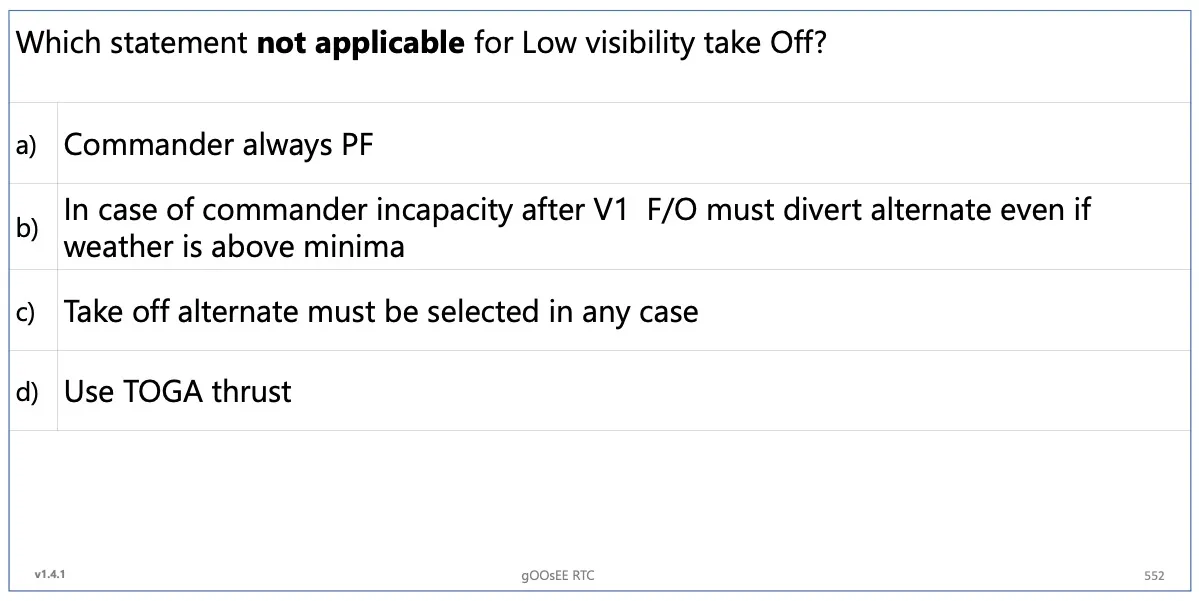 Which statement not applicable for Low visibility take Off?
a) Commander always PF
b) In case of commander incapacity after V1  F/O must divert alternate even if
weather is above minima
c) Take off alternate must be selected in any case
d) Use TOGA thrust
v1.4.1 gOOsEE RTC 552